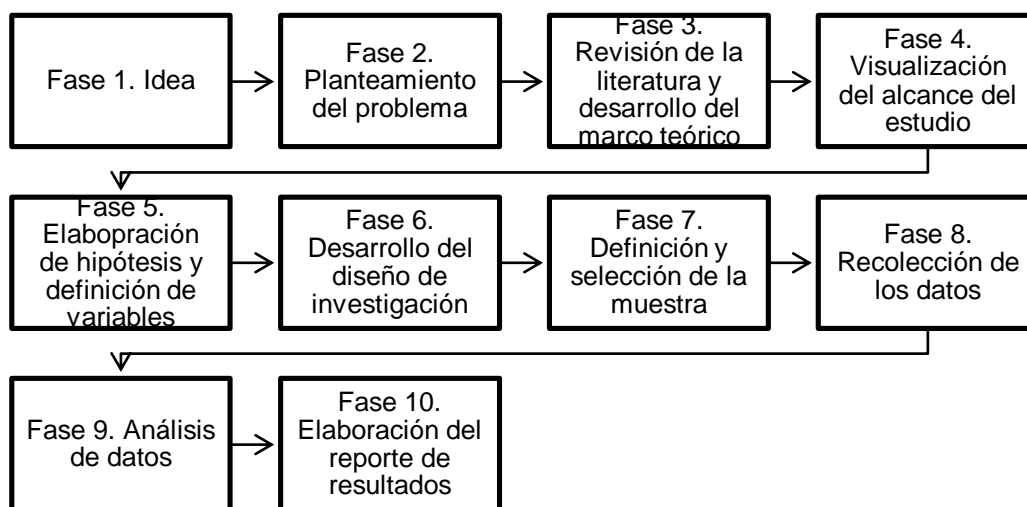 Fase 1. Idea
Fase 2.
Planteamiento
del problema
Fase 3.
Revisión de la
literatura y
desarrollo del
marco teórico
Fase 4.
Visualización
del alcance del
estudio
Fase 5.
Elabopración
de hipótesis y
definición de
variables
Fase 6.
Desarrollo del
diseño de
investigación
Fase 7.
Definición y
selección de la
muestra
Fase 8.
Recolección de
los datos
Fase 9. Análisis
de datos
Fase 10.
Elaboración del
reporte de
resultados